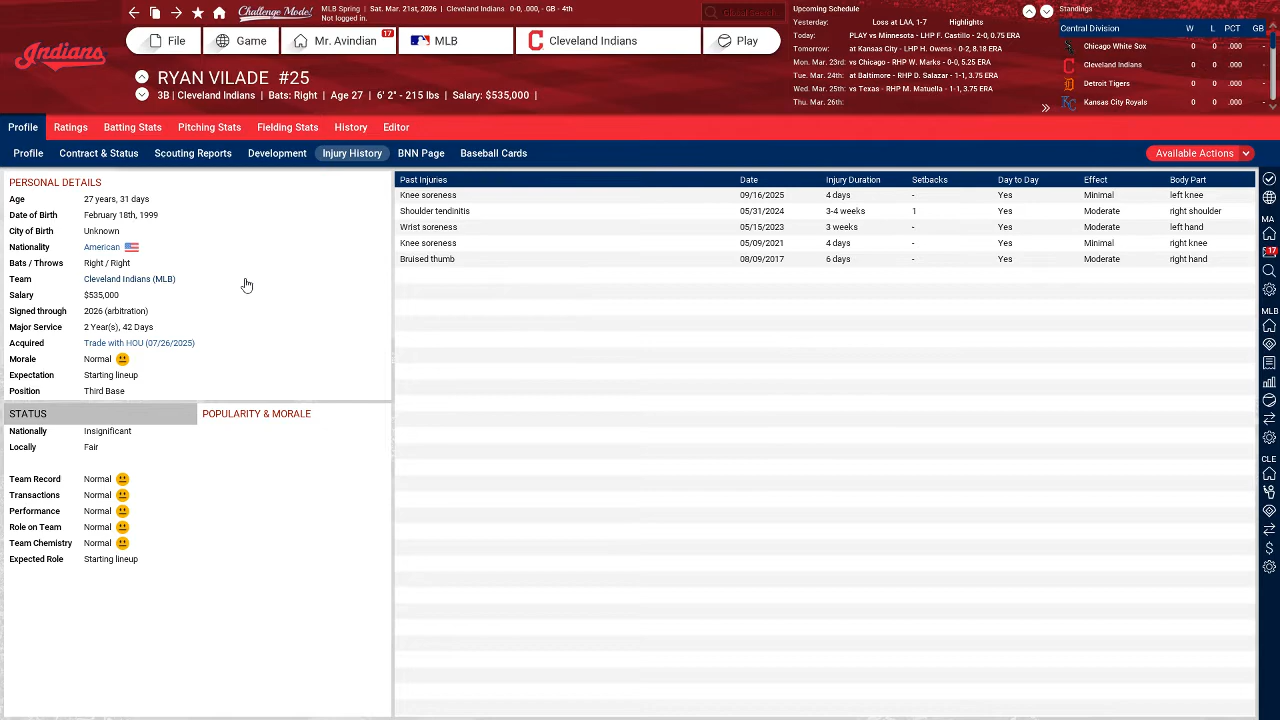 Indians
Challenge Mode!
MLB Spring | Sat. Mar. 21st, 2026 | Cleveland Indians | 0-0, .000, - GB - 4th
Not logged in.
Global Search...
File
Game
Mr. Avindian
17
MLB
Cleveland Indians
Play
RYAN VILADE #25
3B | Cleveland Indians | Bats: Right | Age 27 | 6' 2" - 215 lbs | Salary: $535,000 |
Upcoming Schedule
Yesterday: Loss at LAA, 1-7 Highlights
Today: PLAY vs Minnesota - LHP F. Castillo - 2-0, 0.75 ERA
Tomorrow: at Kansas City - LHP H. Owens - 0-2, 8.18 ERA
Mon. Mar. 23rd: vs Chicago - RHP W. Marks - 0-0, 5.25 ERA
Tue. Mar. 24th: at Baltimore - RHP D. Salazar - 1-1, 3.75 ERA
Wed. Mar. 25th: vs Texas - RHP M. Matuella - 1-1, 3.75 ERA
Thu. Mar. 26th:
Standings
Central Division W L PCT GB
Chicago White Sox 0 0 .000 -
Cleveland Indians 0 0 .000 -
Detroit Tigers 0 0 .000 -
Kansas City Royals 0 0 .000 -
Profile Ratings Batting Stats Pitching Stats Fielding Stats History Editor
Profile Contract & Status Scouting Reports Development Injury History BNN Page Baseball Cards
Available Actions
PERSONAL DETAILS
Age 27 years, 31 days
Date of Birth February 18th, 1999
City of Birth Unknown
Nationality American
Bats / Throws Right / Right
Team Cleveland Indians (MLB)
Salary $535,000
Signed through 2026 (arbitration)
Major Service 2 Year(s), 42 Days
Acquired Trade with HOU (07/26/2025)
Morale Normal
Expectation Starting lineup
Position Third Base
STATUS POPULARITY & MORALE
Nationally Insignificant
Locally Fair
Team Record Normal
Transactions Normal
Performance Normal
Role on Team Normal
Team Chemistry Normal
Expected Role Starting lineup
Past Injuries Date Injury Duration Setbacks Day to Day Effect Body Part
Knee soreness 09/16/2025 4 days - Yes Minimal left knee
Shoulder tendinitis 05/31/2024 3-4 weeks 1 Yes Moderate right shoulder
Wrist soreness 05/15/2023 3 weeks - Yes Moderate left hand
Knee soreness 05/09/2021 4 days - Yes Minimal right knee
Bruised thumb 08/09/2017 6 days - Yes Moderate right hand
MA
17
MLB
CLE